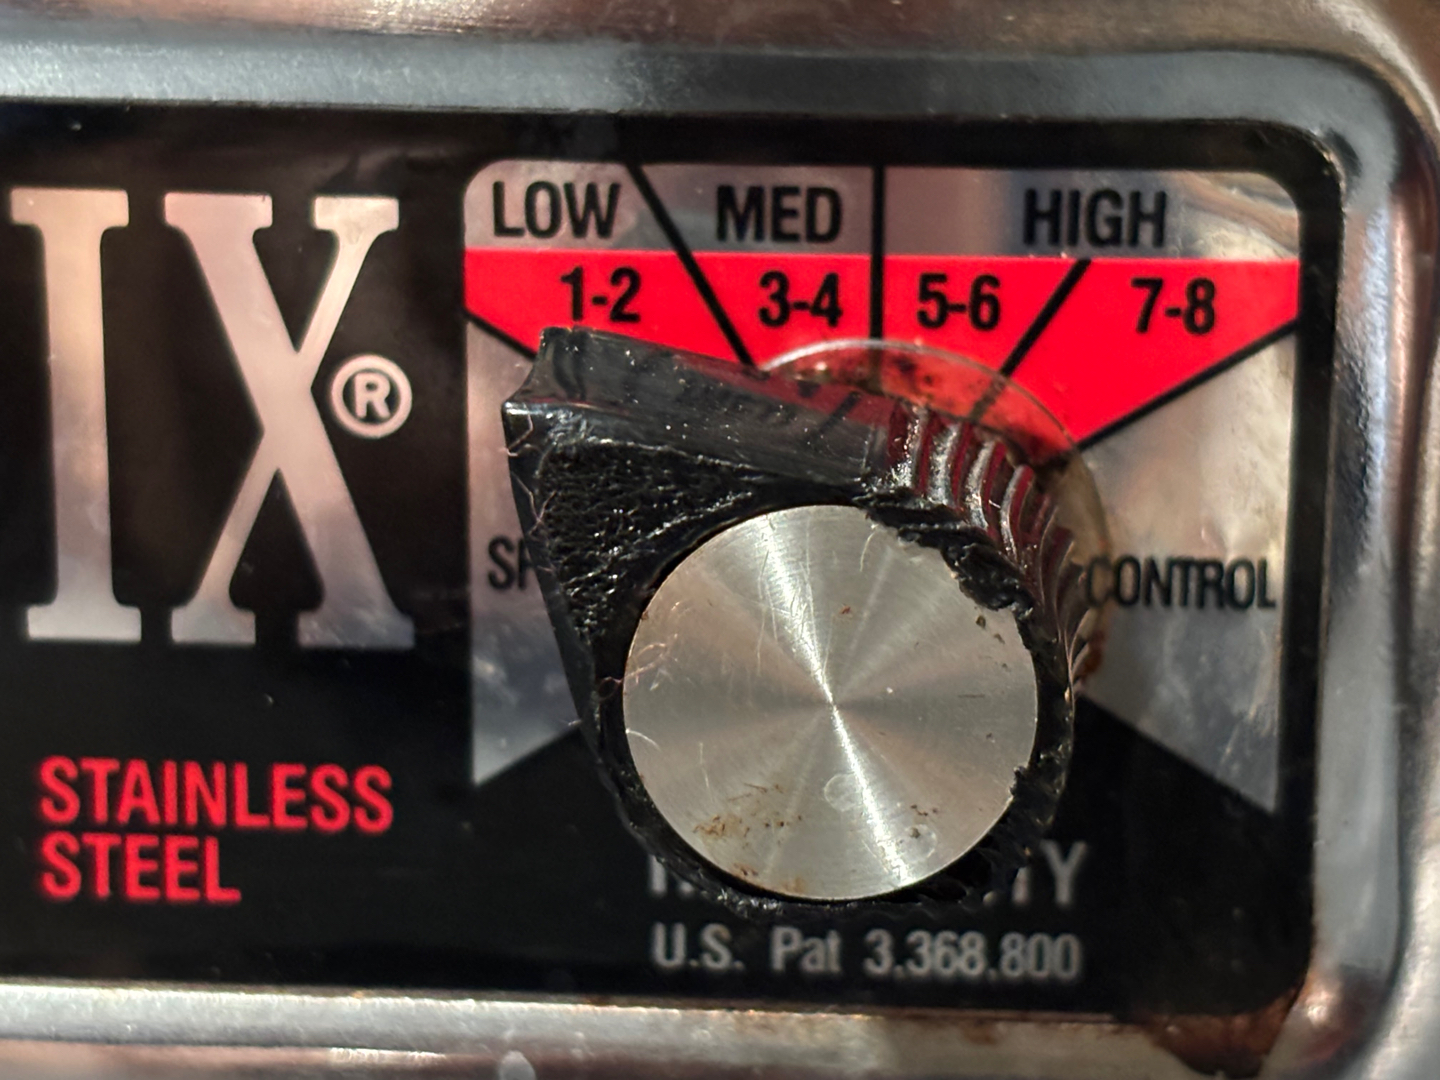 IX®
STAINLESS
STEEL
LOW MED HIGH
1-2 3-4 5-6 7-8
CONTROL
U.S. Pat 3.368.800